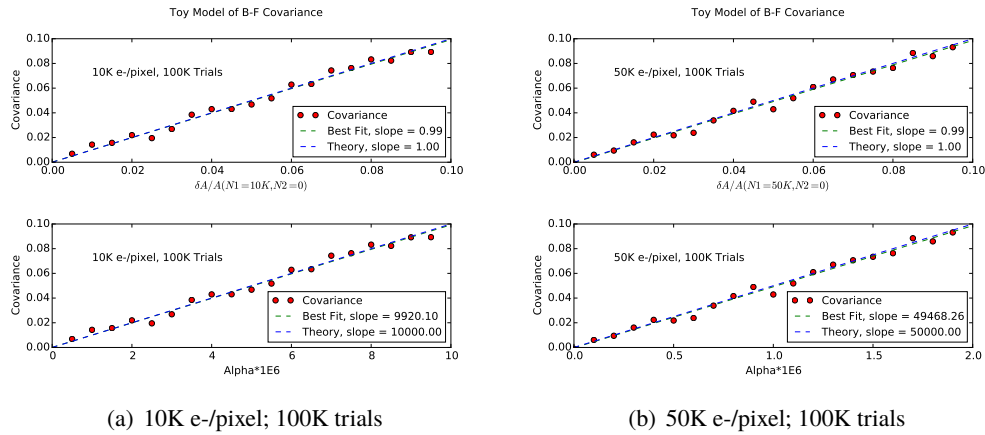 Toy Model of B-F Covariance
0.10
0.08
0.06
0.04
0.02
0.00
Covariance
10K e-/pixel, 100K Trials
Covariance
Best Fit, slope = 0.99
Theory, slope = 1.00
0.00 0.02 0.04 0.06 0.08 0.10
δA/A(N1=10K,N2=0)
0.10
0.08
0.06
0.04
0.02
0.00
Covariance
10K e-/pixel, 100K Trials
Covariance
Best Fit, slope = 9920.10
Theory, slope = 10000.00
0 2 4 6 8 10
Alpha*1E6
(a) 10K e-/pixel; 100K trials
Toy Model of B-F Covariance
0.10
0.08
0.06
0.04
0.02
0.00
Covariance
50K e-/pixel, 100K Trials
Covariance
Best Fit, slope = 0.99
Theory, slope = 1.00
0.00 0.02 0.04 0.06 0.08 0.10
δA/A(N1=50K,N2=0)
0.10
0.08
0.06
0.04
0.02
0.00
Covariance
50K e-/pixel, 100K Trials
Covariance
Best Fit, slope = 49468.26
Theory, slope = 50000.00
0.0 0.5 1.0 1.5 2.0
Alpha*1E6
(b) 50K e-/pixel; 100K trials